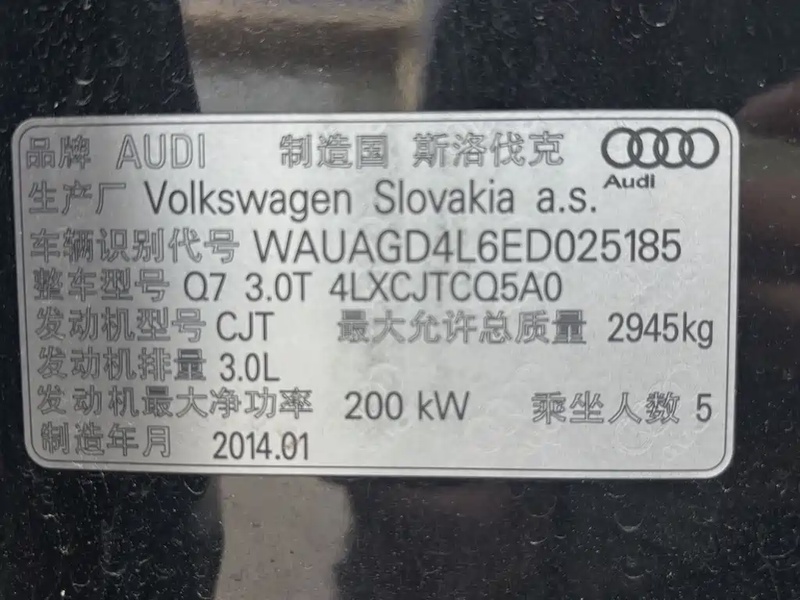 品牌 AUDI 制造国 斯洛伐克
Audi
生产厂 Volkswagen Slovakia a.s.
车辆识别代号 WAUAGD4L6ED025185
整车型号 Q7 3.0T 4LXCJTCQ5A0
发动机型号 CJT 最大允许总质量 2945kg
发动机排量 3.0L
发动机最大净功率 200 kW 乘坐人数 5
制造年月 2014.01